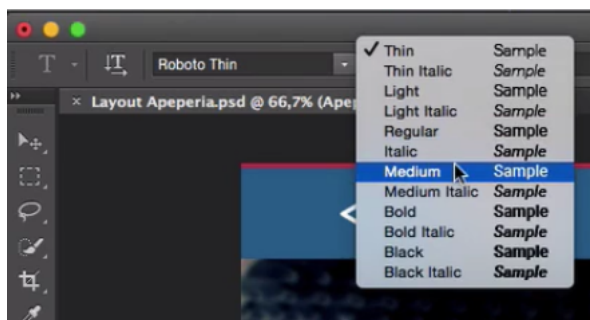 T Roboto Thin
Layout Apeperia.psd @ 66,7% (Ape
Thin Sample
Thin Italic Sample
Light Sample
Light Italic Sample
Regular Sample
Italic Sample
Medium Sample
Medium Italic Sample
Bold Sample
Bold Italic Sample
Black Sample
Black Italic Sample